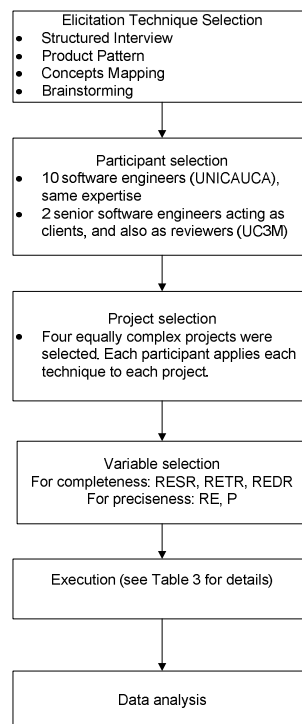 Elicitation Technique Selection
• Structured Interview
• Product Pattern
• Concepts Mapping
• Brainstorming
Participant selection
• 10 software engineers (UNICAUCA),
same expertise
• 2 senior software engineers acting as
clients, and also as reviewers (UC3M)
Project selection
• Four equally complex projects were
selected. Each participant applies each
technique to each project.
Variable selection
For completeness: RESR, RETR, REDR
For preciseness: RE, P
Execution (see Table 3 for details)
Data analysis